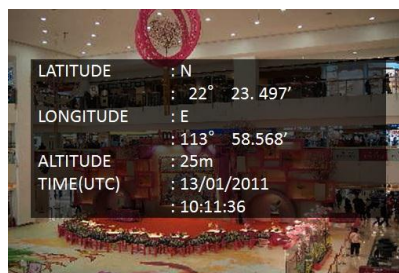 LATITUDE : N
: 22° 23. 497’
LONGITUDE : E
: 113° 58.568’
ALTITUDE : 25m
TIME(UTC) : 13/01/2011
: 10:11:36